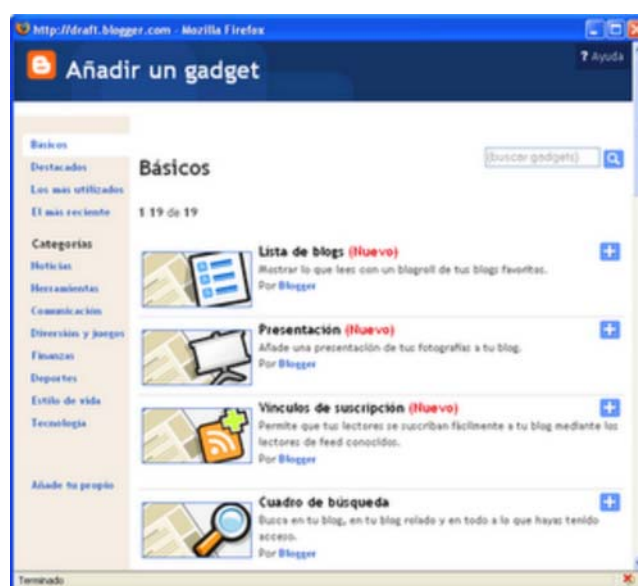 http://draft.blogger.com - Mozilla Firefox
Añadir un gadget
? Ayuda
Básicos
Destacados
Los más utilizados
El más reciente
Categorías
Noticias
Herramientas
Comunicación
Diversión y juegos
Finanzas
Deportes
Estilo de vida
Tecnología
Añade tu propio
Básicos
(buscar gadgets)
1 19 de 19
Lista de blogs (Nuevo)
Mostrar lo que lees con un blogroll de tus blogs favoritas.
Por Blogger
Presentación (Nuevo)
Añade una presentación de tus fotografías a tu blog.
Por Blogger
Vínculos de suscripción (Nuevo)
Permite que tus lectores se suscriban fácilmente a tu blog mediante los
lectores de feed conocidos.
Por Blogger
Cuadro de búsqueda
Busca en tu blog, en tu blog rolado y en todo a lo que hayas tenido
acceso.
Por Blogger
Terminado